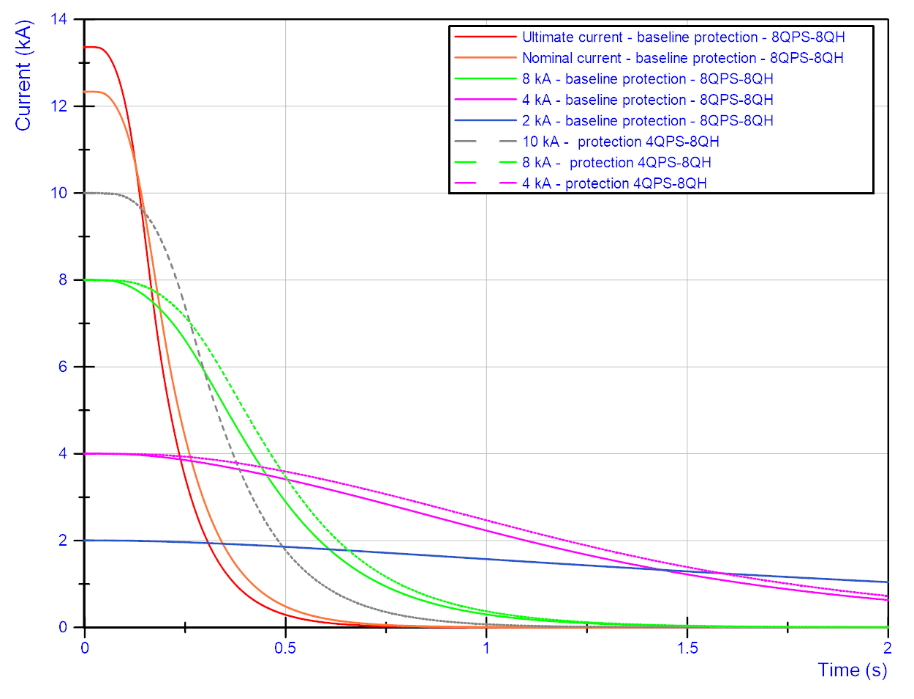 Current (kA)
14
12
10
8
6
4
2
0
Ultimate current - baseline protection - 8QPS-8QH
Nominal current - baseline protection - 8QPS-8QH
8 kA - baseline protection - 8QPS-8QH
4 kA - baseline protection - 8QPS-8QH
2 kA - baseline protection - 8QPS-8QH
10 kA - protection 4QPS-8QH
8 kA - protection 4QPS-8QH
4 kA - protection 4QPS-8QH
0 0.5 1 1.5 2
Time (s)